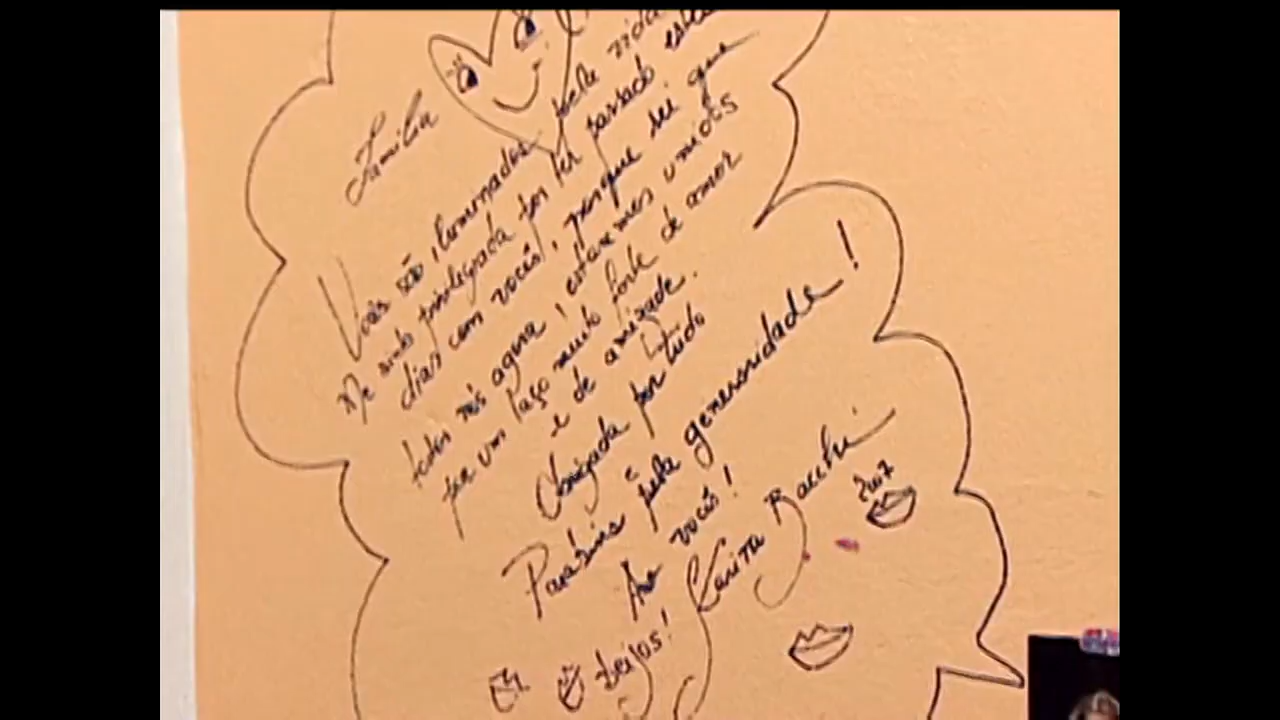 Família
Vocês são iluminados pela vida
Me sinto privilegiada por ter passado estes
dias com vocês, porque sei que
todos nós agora, estaremos unidos
por um laço muito forte de amor
e de amizade.
Obrigada por tudo
Parabéns pela generosidade!
Amo vocês!
Beijos! Karina Bacchi
2007